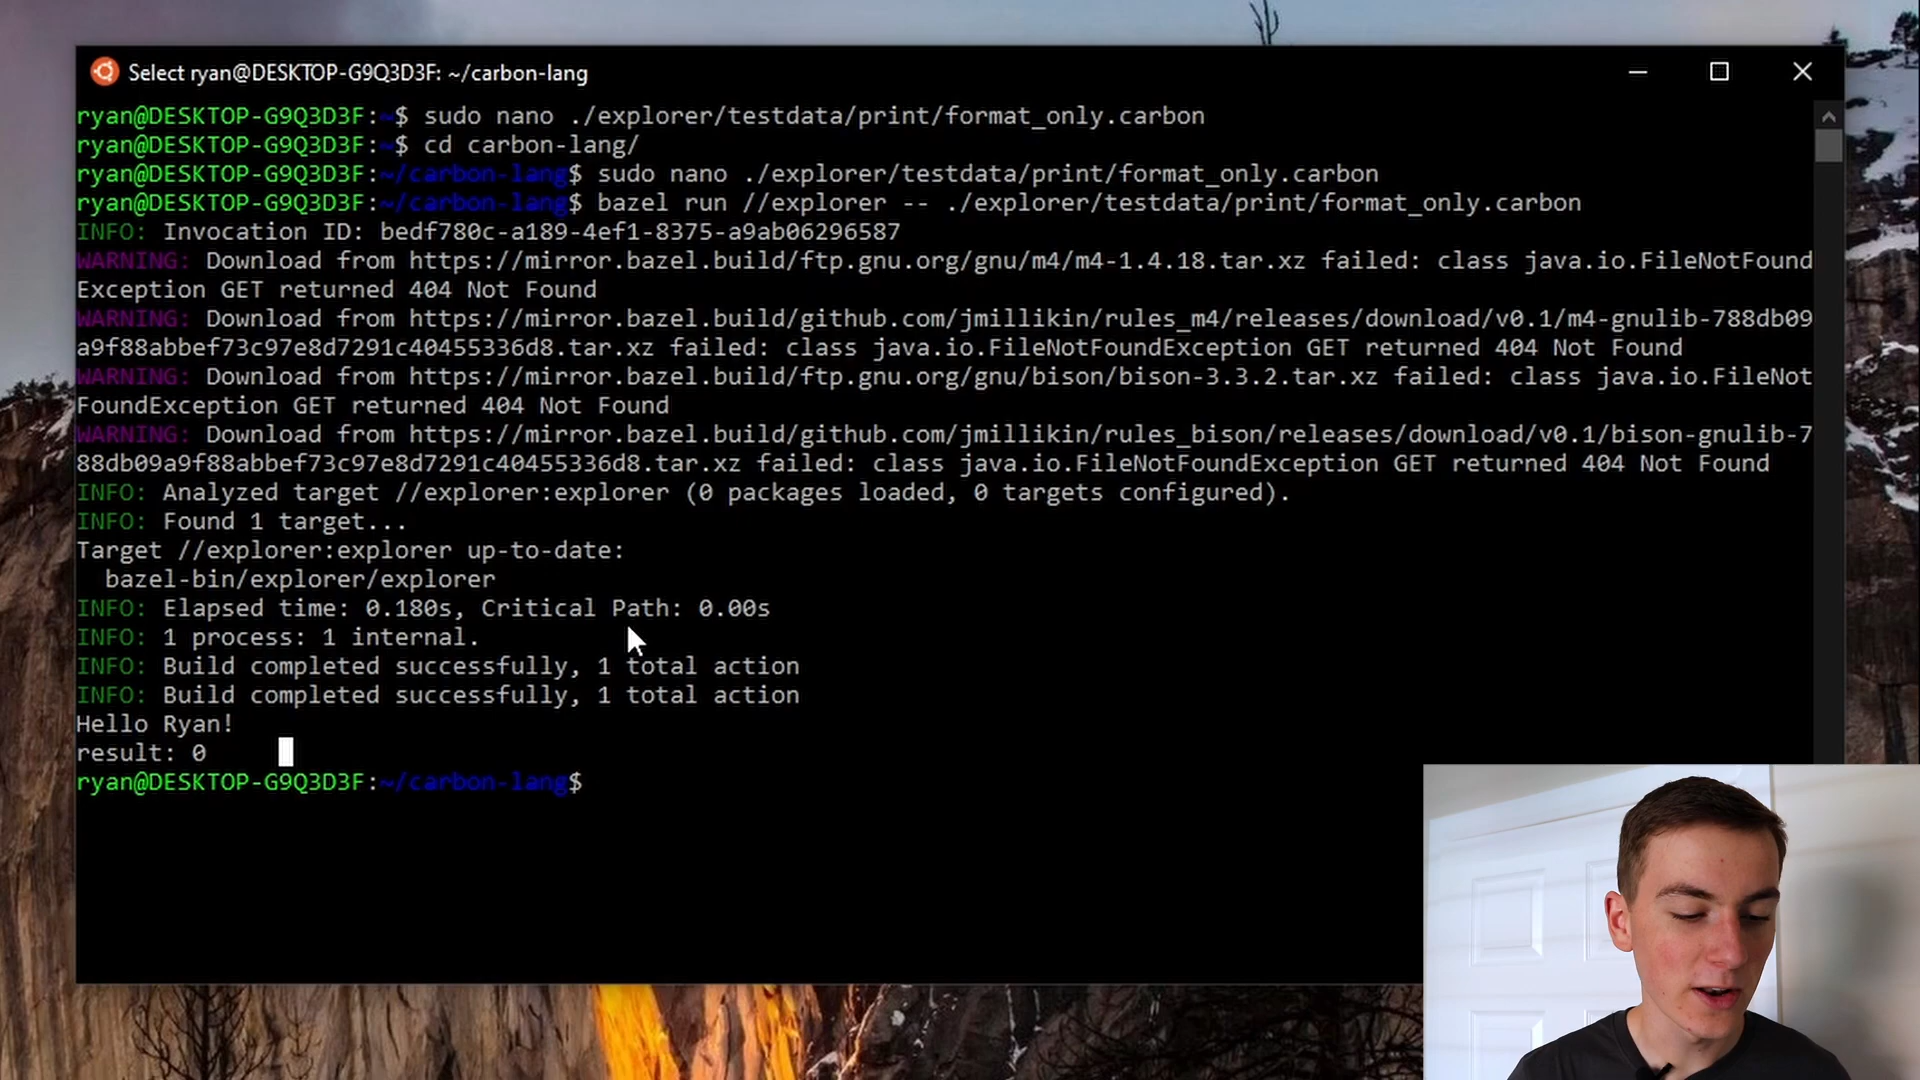 Select ryan@DESKTOP-G9Q3D3F: ~/carbon-lang
ryan@DESKTOP-G9Q3D3F:~$ sudo nano ./explorer/testdata/print/format_only.carbon
ryan@DESKTOP-G9Q3D3F:~$ cd carbon-lang/
ryan@DESKTOP-G9Q3D3F:~/carbon-lang$ sudo nano ./explorer/testdata/print/format_only.carbon
ryan@DESKTOP-G9Q3D3F:~/carbon-lang$ bazel run //explorer -- ./explorer/testdata/print/format_only.carbon
INFO: Invocation ID: bedf780c-a189-4ef1-8375-a9ab06296587
WARNING: Download from https://mirror.bazel.build/ftp.gnu.org/gnu/m4/m4-1.4.18.tar.xz failed: class java.io.FileNotFound
Exception GET returned 404 Not Found
WARNING: Download from https://mirror.bazel.build/github.com/jmillikin/rules_m4/releases/download/v0.1/m4-gnulib-788db09
a9f88abbef73c97e8d7291c40455336d8.tar.xz failed: class java.io.FileNotFoundException GET returned 404 Not Found
WARNING: Download from https://mirror.bazel.build/ftp.gnu.org/gnu/bison/bison-3.3.2.tar.xz failed: class java.io.FileNot
FoundException GET returned 404 Not Found
WARNING: Download from https://mirror.bazel.build/github.com/jmillikin/rules_bison/releases/download/v0.1/bison-gnulib-7
88db09a9f88abbef73c97e8d7291c40455336d8.tar.xz failed: class java.io.FileNotFoundException GET returned 404 Not Found
INFO: Analyzed target //explorer:explorer (0 packages loaded, 0 targets configured).
INFO: Found 1 target...
Target //explorer:explorer up-to-date:
  bazel-bin/explorer/explorer
INFO: Elapsed time: 0.180s, Critical Path: 0.00s
INFO: 1 process: 1 internal.
INFO: Build completed successfully, 1 total action
INFO: Build completed successfully, 1 total action
Hello Ryan!
result: 0
ryan@DESKTOP-G9Q3D3F:~/carbon-lang$